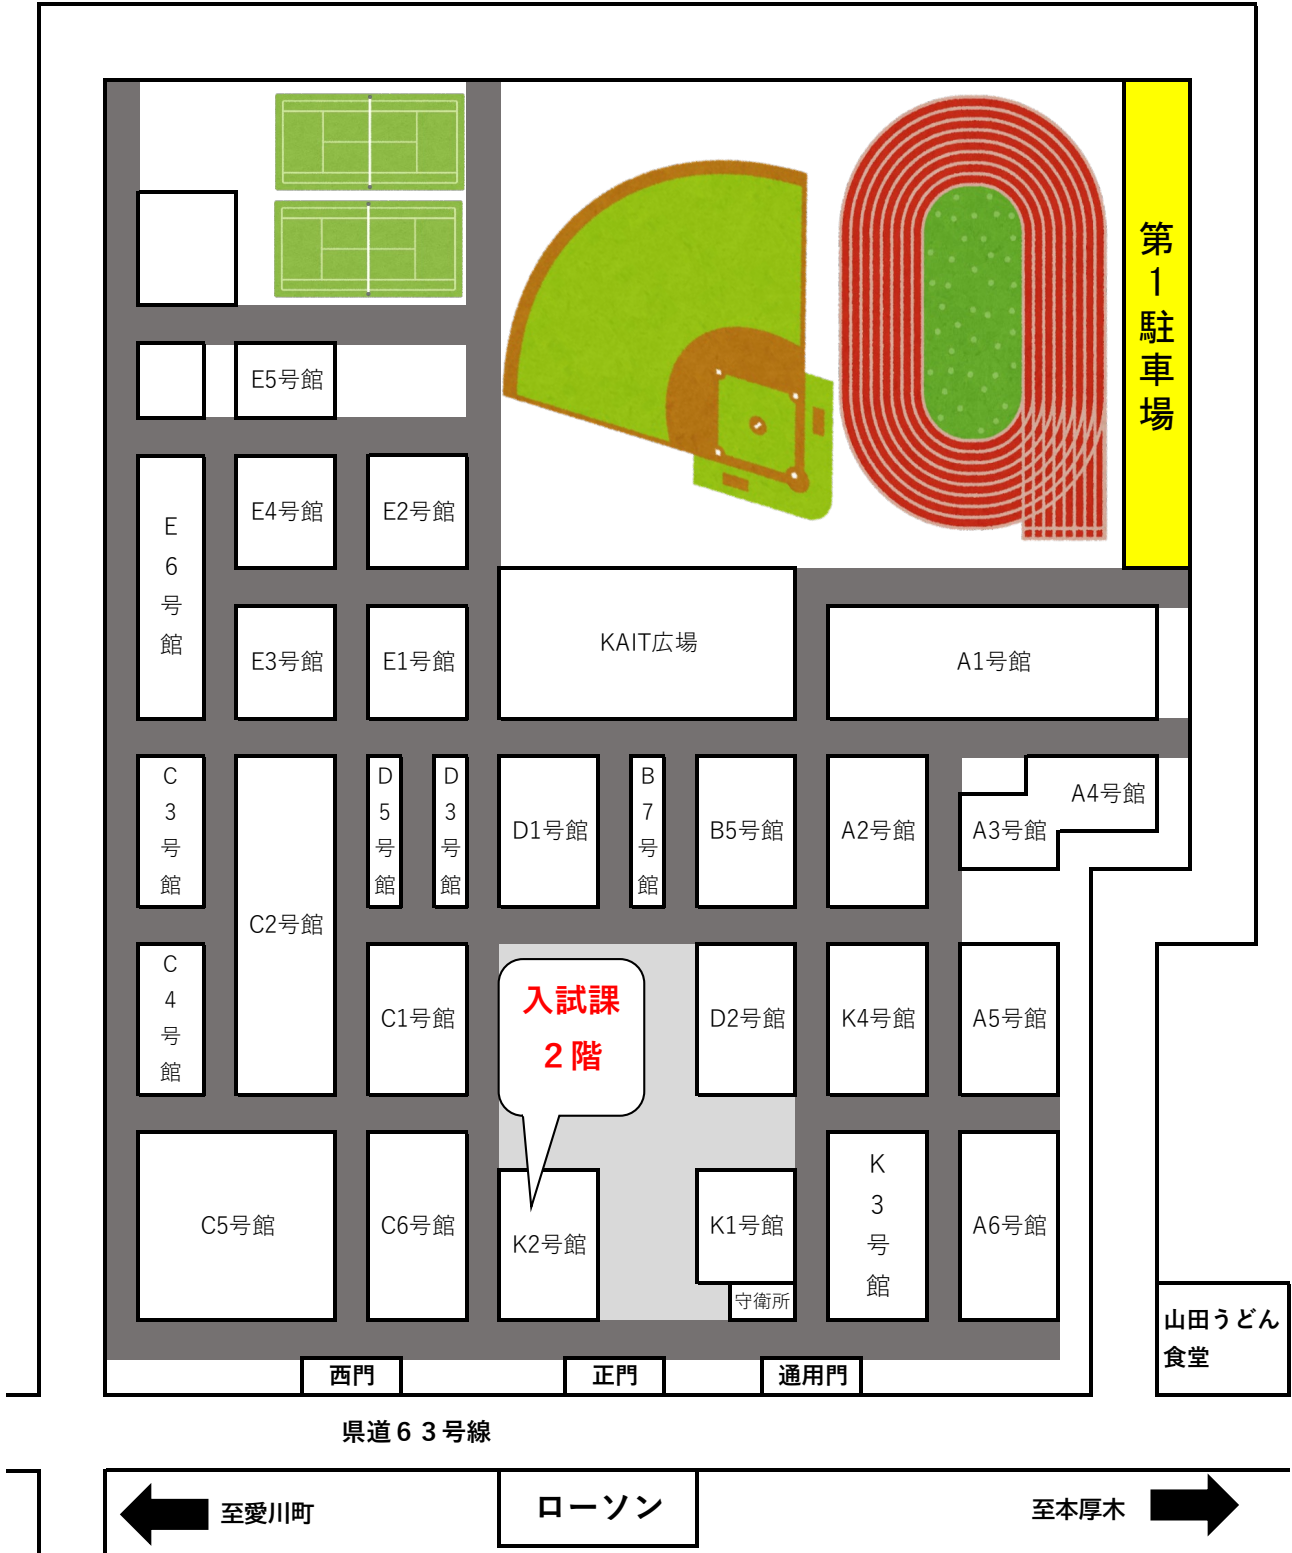 第1駐車場
E5号館
E4号館
E2号館
E6号館
E3号館
E1号館
KAIT広場
A1号館
C3号館
C2号館
D5号館
D3号館
D1号館
B7号館
B5号館
A2号館
A3号館
A4号館
C4号館
C1号館
入試課
２階
D2号館
K4号館
A5号館
C5号館
C6号館
K2号館
K1号館
守衛所
K3号館
A6号館
山田うどん
食堂
西門
正門
通用門
県道６３号線
至愛川町
ローソン
至本厚木